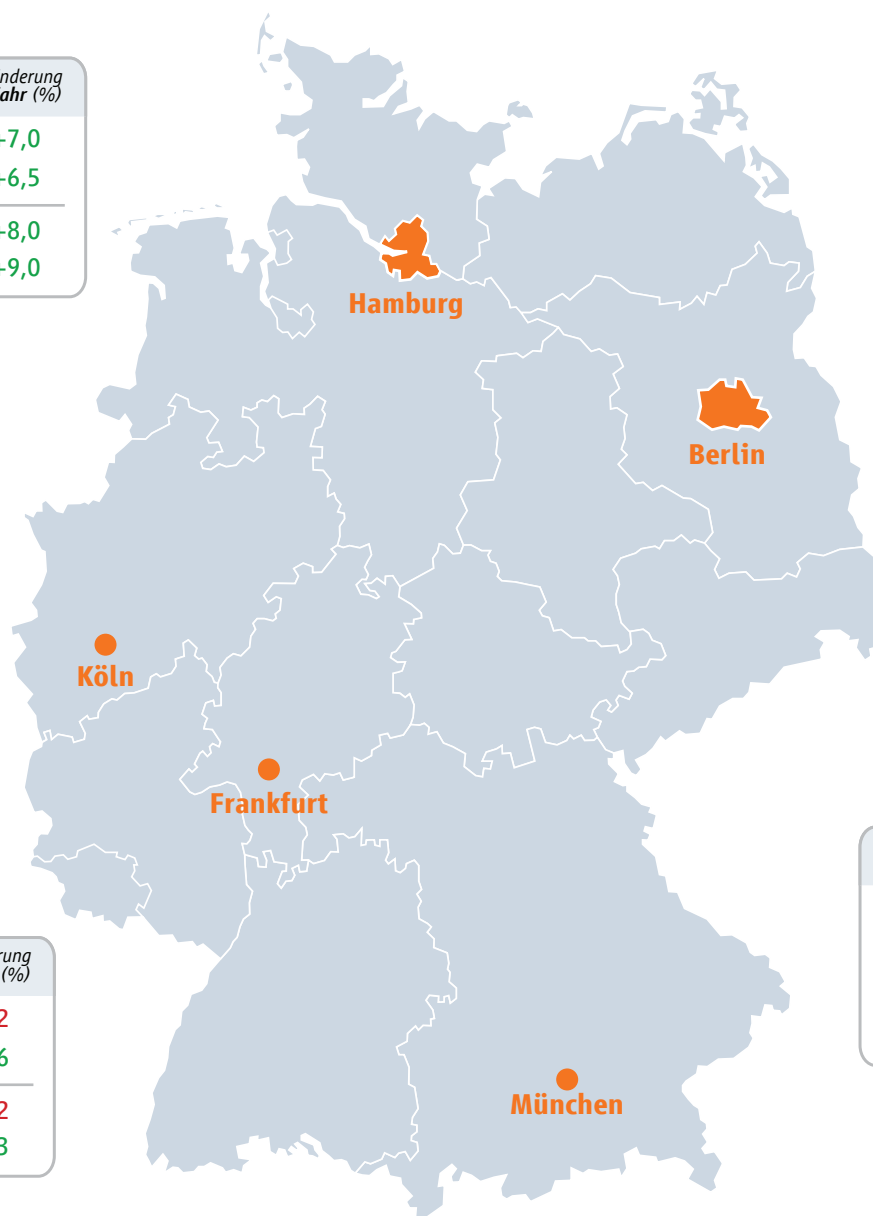 nderung
ahr (%)
-7,0
-6,5
-8,0
-9,0
Hamburg
Berlin
Köln
Frankfurt
rung
(%)
2
6
2
3
München